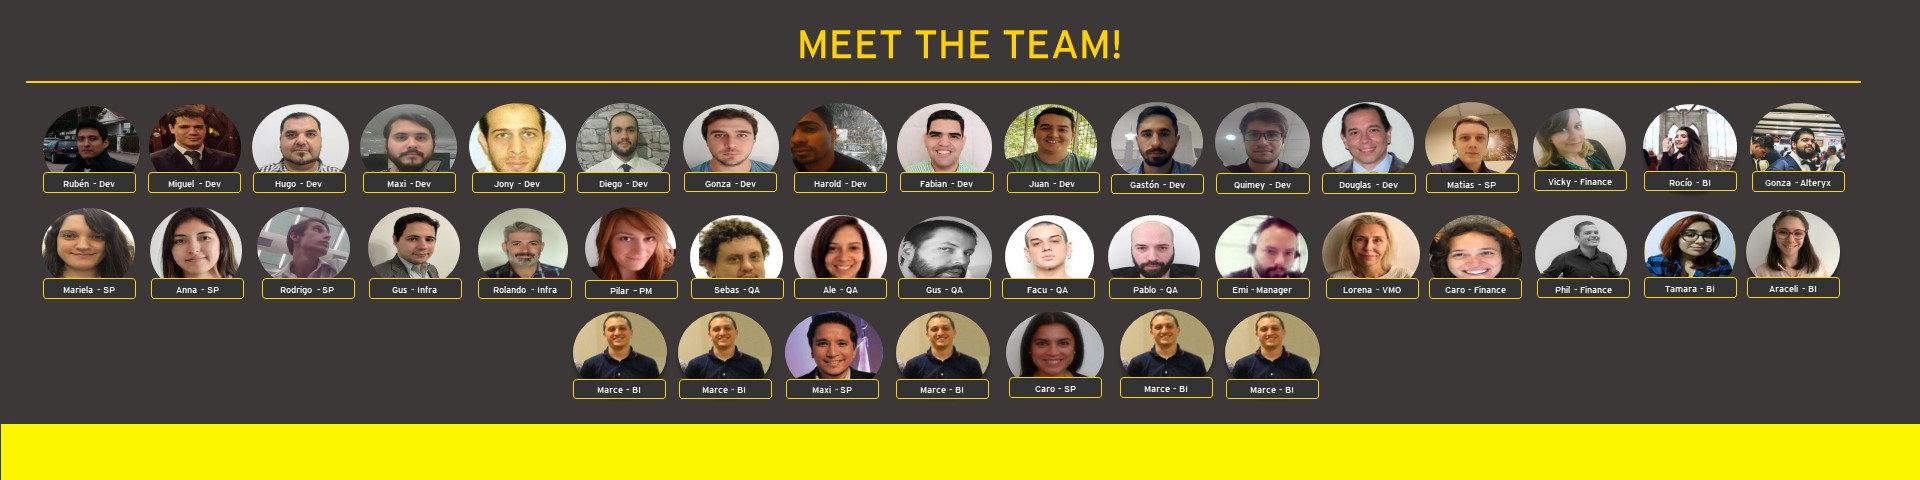 MEET THE TEAM!
Rubén - Dev
Miguel - Dev
Hugo - Dev
Maxi - Dev
Jony - Dev
Diego - Dev
Gonza - Dev
Harold - Dev
Fabian - Dev
Juan - Dev
Gastón - Dev
Quimey - Dev
Douglas - Dev
Matias - SP
Vicky - Finance
Rocío - BI
Gonza - Alteryx
Mariela - SP
Anna - SP
Rodrigo - SP
Gus - Infra
Rolando - Infra
Pilar - PM
Sebas - QA
Ale - QA
Gus - QA
Facu - QA
Pablo - QA
Emi - Manager
Lorena - VMO
Caro - Finance
Phil - Finance
Tamara - BI
Araceli - BI
Marce - BI
Marce - BI
Maxi - SP
Marce - BI
Caro - SP
Marce - BI
Marce - BI